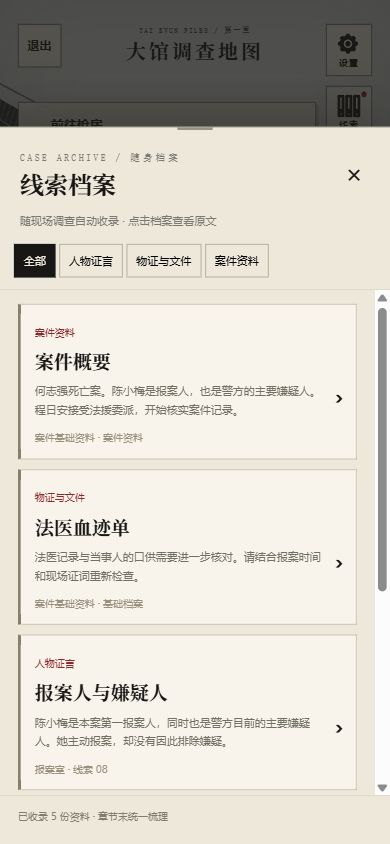 TAI KWUN FILES / 第一案
退出
大馆调查地图
设置
前往枪房
线索
CASE ARCHIVE / 随身档案
线索档案
随现场调查自动收录 · 点击档案查看原文
全部
人物证言
物证与文件
案件资料
案件资料
案件概要
何志强死亡案。陈小梅是报案人，也是警方的主要嫌疑人。
程日安接受法援委派，开始核实案件记录。
案件基础资料 · 案件资料
物证与文件
法医血迹单
法医记录与当事人的口供需要进一步核对。请结合报案时间
和现场证词重新检查。
案件基础资料 · 基础档案
人物证言
报案人与嫌疑人
陈小梅是本案第一报案人，同时也是警方目前的主要嫌疑
人。她主动报案，却没有因此排除嫌疑。
报案室 · 线索 08
已收录 5 份资料 · 章节末统一梳理